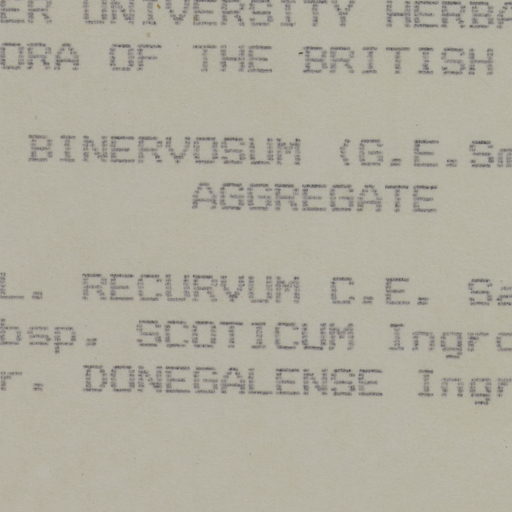 ER UNIVERSITY HERBA
ORA OF THE BRITISH
BINERVOSUM (G.E.Sm
AGGREGATE
L. RECURVUM C.E. Sa
bsp. SCOTICUM Ingro
r. DONEGALENSE Ingr